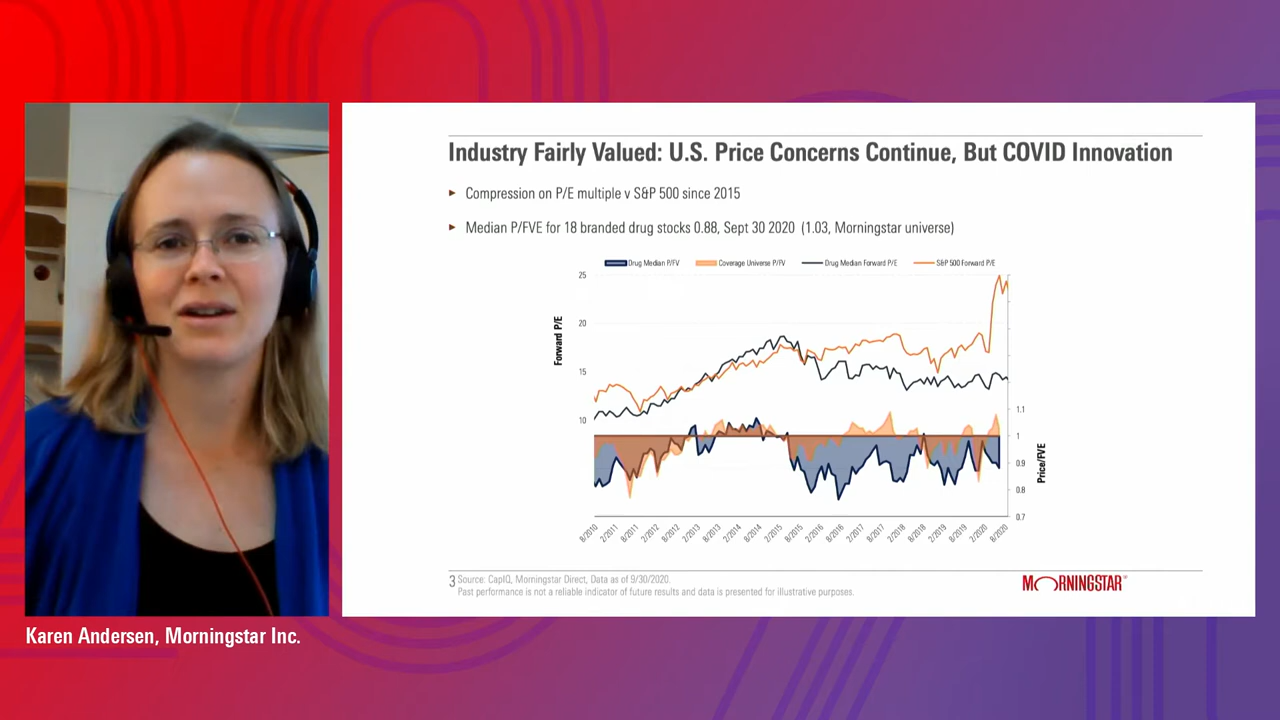 Industry Fairly Valued: U.S. Price Concerns Continue, But COVID Innovation
Compression on P/E multiple v S&P 500 since 2015
Median P/FVE for 18 branded drug stocks 0.88, Sept 30 2020 (1.03, Morningstar universe)
Drug Median P/FV Coverage Universe P/FV Drug Median Forward P/E S&P 500 Forward P/E
Forward P/E
25
20
15
10
1.1
1
0.9
0.8
0.7
Price/FVE
8/2010 2/2011 8/2011 2/2012 8/2012 2/2013 8/2013 2/2014 8/2014 2/2015 8/2015 2/2016 8/2016 2/2017 8/2017 2/2018 8/2018 2/2019 8/2019 2/2020 8/2020
3 Source: CapIQ, Morningstar Direct, Data as of 9/30/2020.
Past performance is not a reliable indicator of future results and data is presented for illustrative purposes.
MORNINGSTAR®
Karen Andersen, Morningstar Inc.